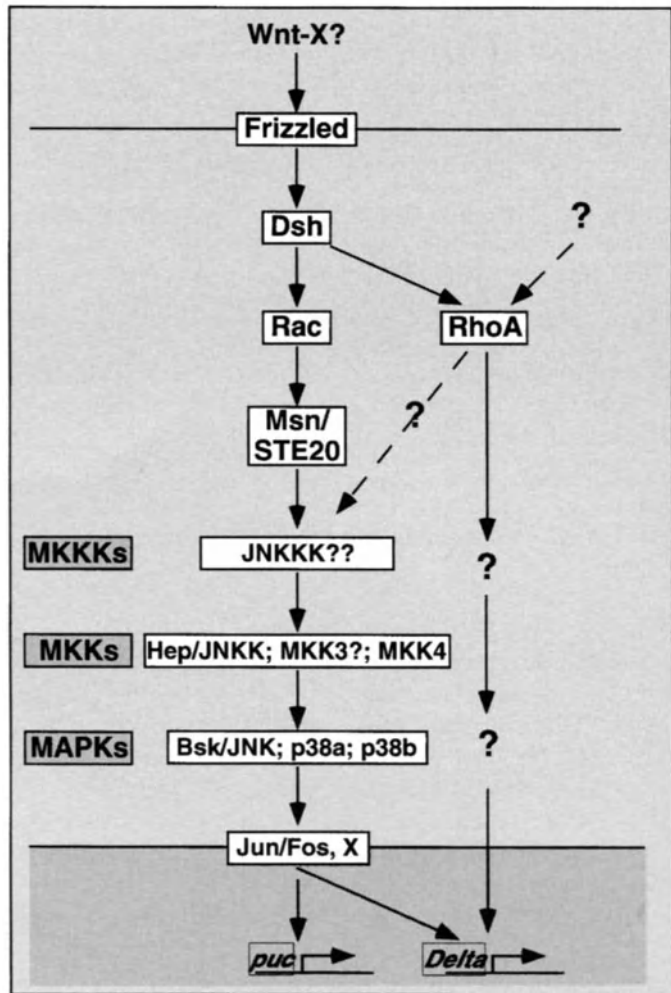 Wnt-X?
Frizzled
Dsh
?
Rac
RhoA
?
Msn/
STE20
MKKKs
JNKKK??
?
MKKs
Hep/JNKK; MKK3?; MKK4
MAPKs
Bsk/JNK; p38a; p38b
?
Jun/Fos, X
puc
Delta